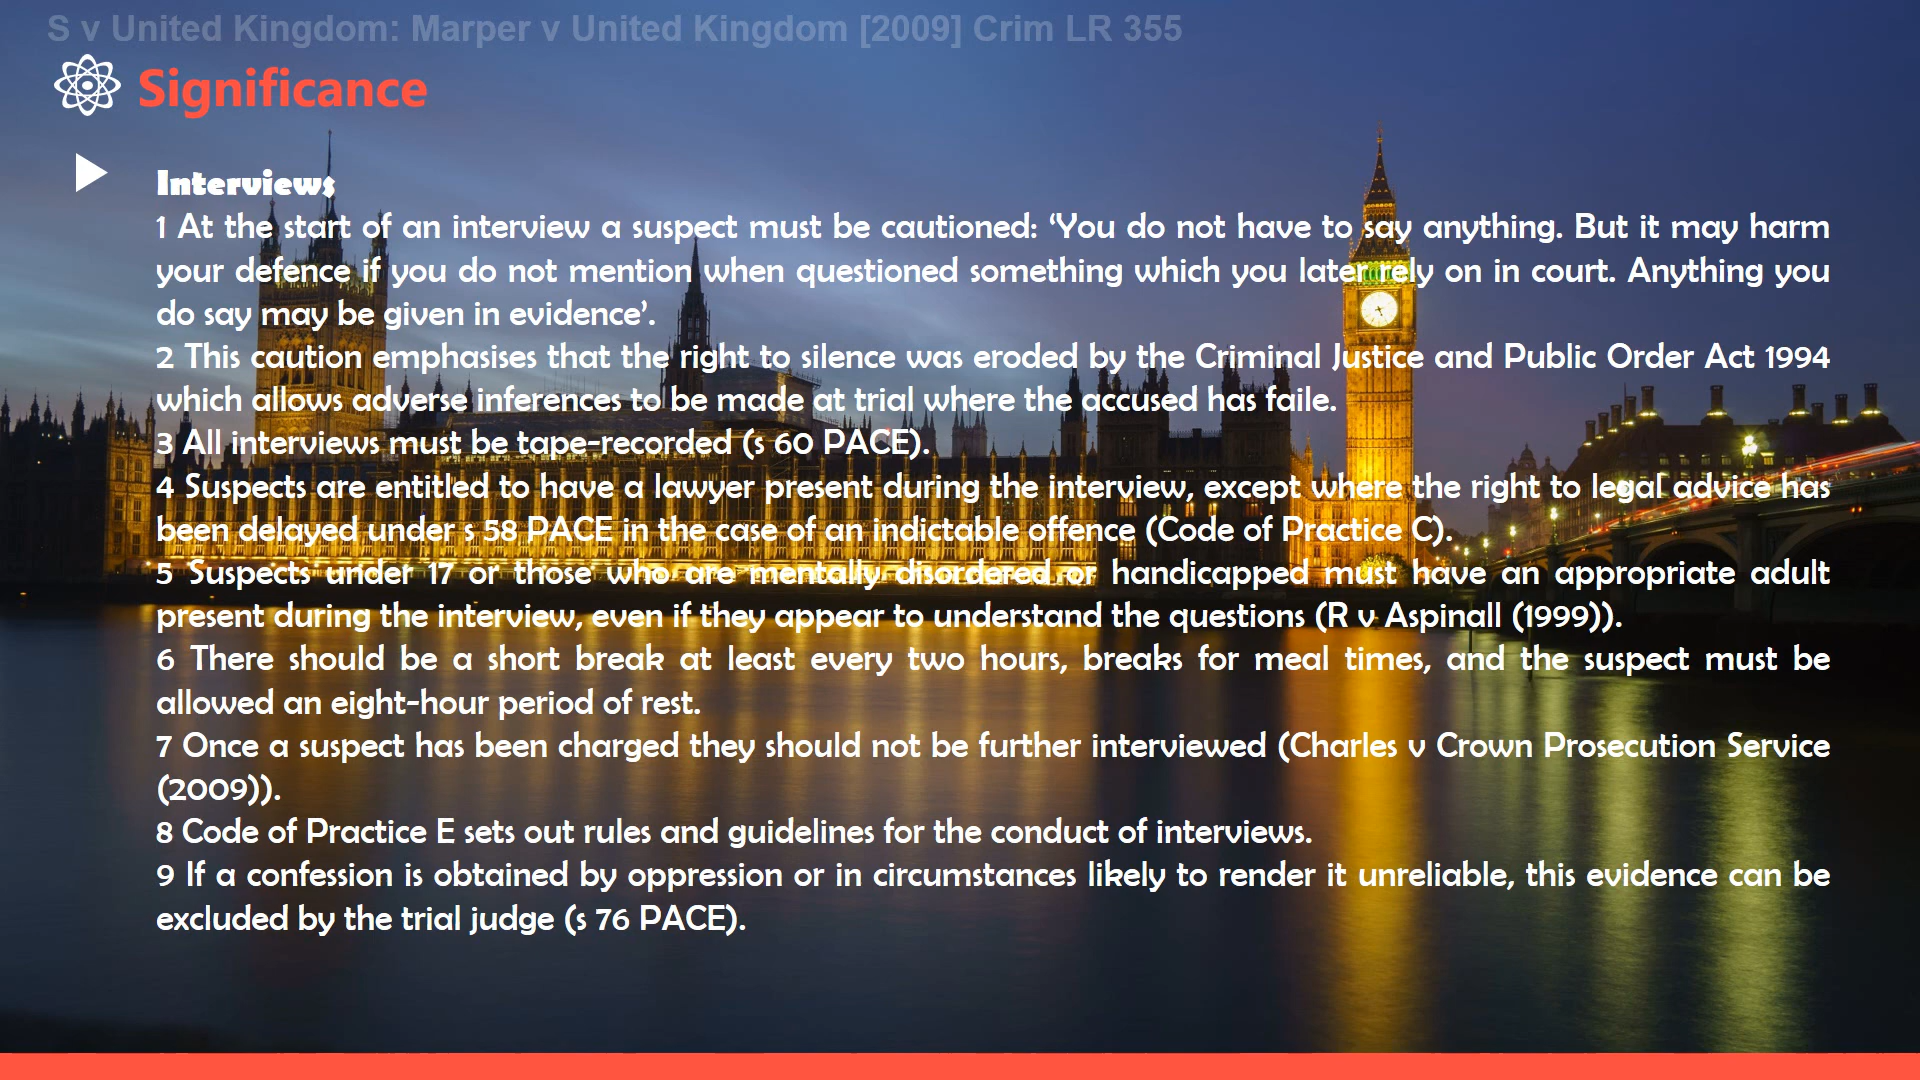 S v United Kingdom: Marper v United Kingdom [2009] Crim LR 355
Significance
Interviews
1 At the start of an interview a suspect must be cautioned: ‘You do not have to say anything. But it may harm
your defence if you do not mention when questioned something which you later rely on in court. Anything you
do say may be given in evidence’.
2 This caution emphasises that the right to silence was eroded by the Criminal Justice and Public Order Act 1994
which allows adverse inferences to be made at trial where the accused has faile.
3 All interviews must be tape-recorded (s 60 PACE).
4 Suspects are entitled to have a lawyer present during the interview, except where the right to legal advice has
been delayed under s 58 PACE in the case of an indictable offence (Code of Practice C).
5 Suspects under 17 or those who are mentally disordered or handicapped must have an appropriate adult
present during the interview, even if they appear to understand the questions (R v Aspinall (1999)).
6 There should be a short break at least every two hours, breaks for meal times, and the suspect must be
allowed an eight-hour period of rest.
7 Once a suspect has been charged they should not be further interviewed (Charles v Crown Prosecution Service
(2009)).
8 Code of Practice E sets out rules and guidelines for the conduct of interviews.
9 If a confession is obtained by oppression or in circumstances likely to render it unreliable, this evidence can be
excluded by the trial judge (s 76 PACE).